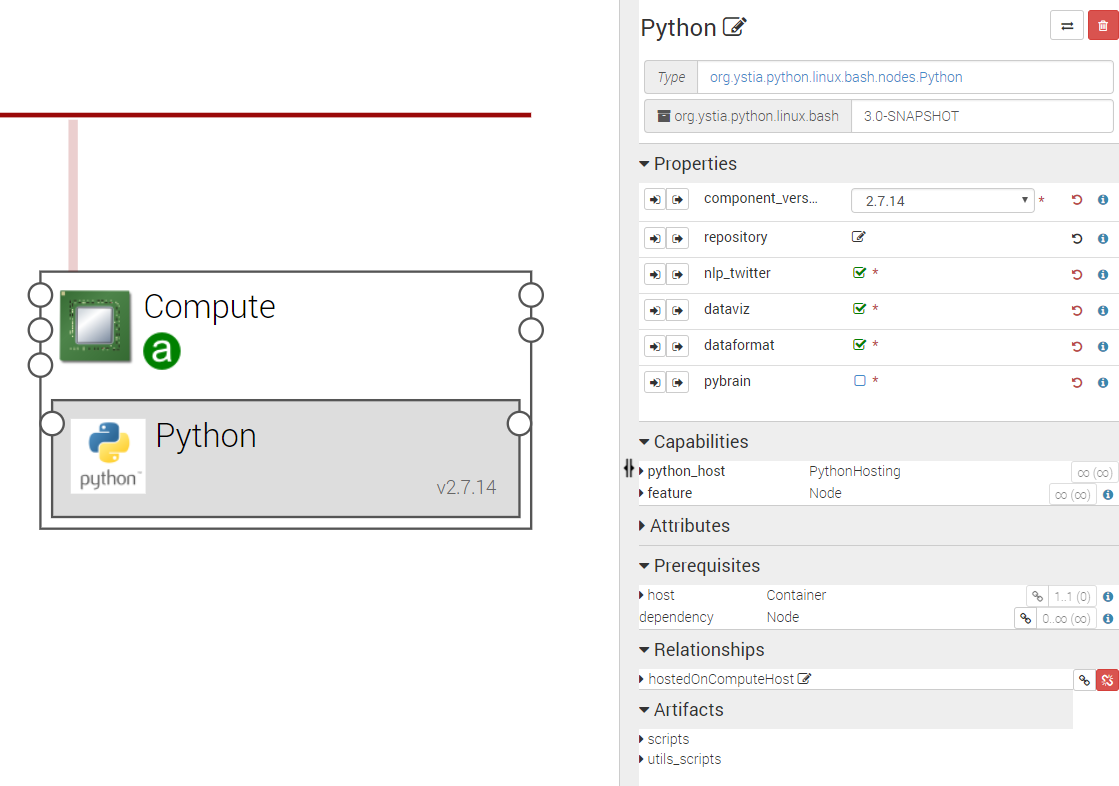 Compute
a
Python
python™
v2.7.14
Python
Type org.ystia.python.linux.bash.nodes.Python
org.ystia.python.linux.bash 3.0-SNAPSHOT
Properties
component_vers... 2.7.14 *
repository
nlp_twitter *
dataviz *
dataformat *
pybrain *
Capabilities
python_host PythonHosting ∞ (∞)
feature Node ∞ (∞)
Attributes
Prerequisites
host Container 1..1 (0)
dependency Node 0..∞ (∞)
Relationships
hostedOnComputeHost
Artifacts
scripts
utils_scripts